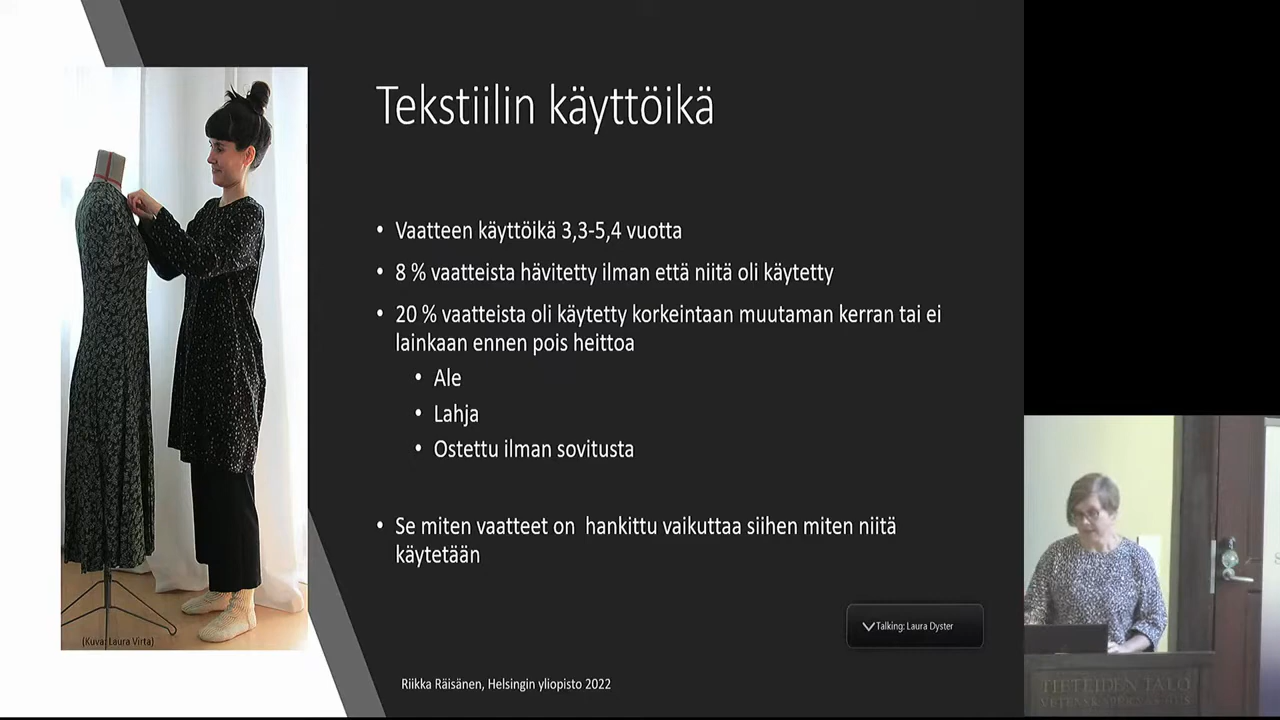 Tekstiilin käyttöikä
• Vaatteen käyttöikä 3,3-5,4 vuotta
• 8 % vaatteista hävitetty ilman että niitä oli käytetty
• 20 % vaatteista oli käytetty korkeintaan muutaman kerran tai ei
lainkaan ennen pois heittoa
• Ale
• Lahja
• Ostettu ilman sovitusta
• Se miten vaatteet on  hankittu vaikuttaa siihen miten niitä
käytetään
(Kuva: Laura Virta)
Talking: Laura Dyster
Riikka Räisänen, Helsingin yliopisto 2022
TIETEIDEN TALO